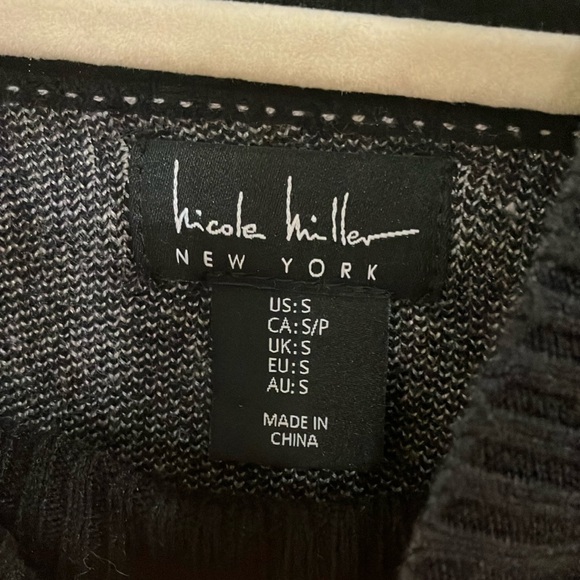 nicole miller
NEW YORK
US: S
CA: S/P
UK: S
EU: S
AU: S
MADE IN
CHINA